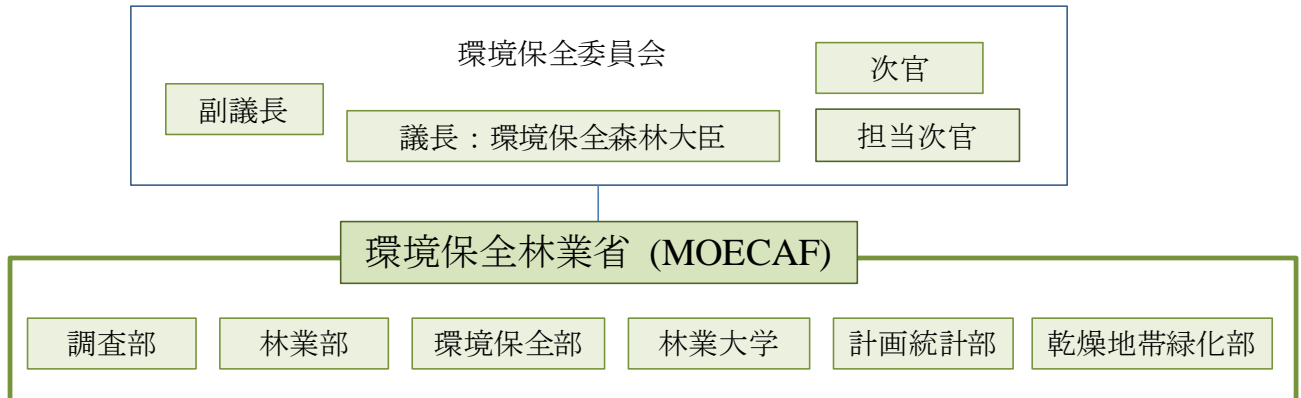 環境保全委員会
次官
副議長
議長：環境保全森林大臣
担当次官
環境保全林業省 (MOECAF)
調査部
林業部
環境保全部
林業大学
計画統計部
乾燥地帯緑化部